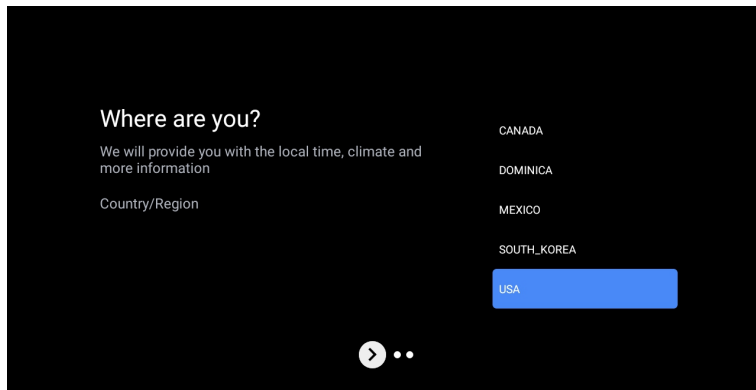 Where are you?
We will provide you with the local time, climate and
more information
Country/Region
CANADA
DOMINICA
MEXICO
SOUTH_KOREA
USA